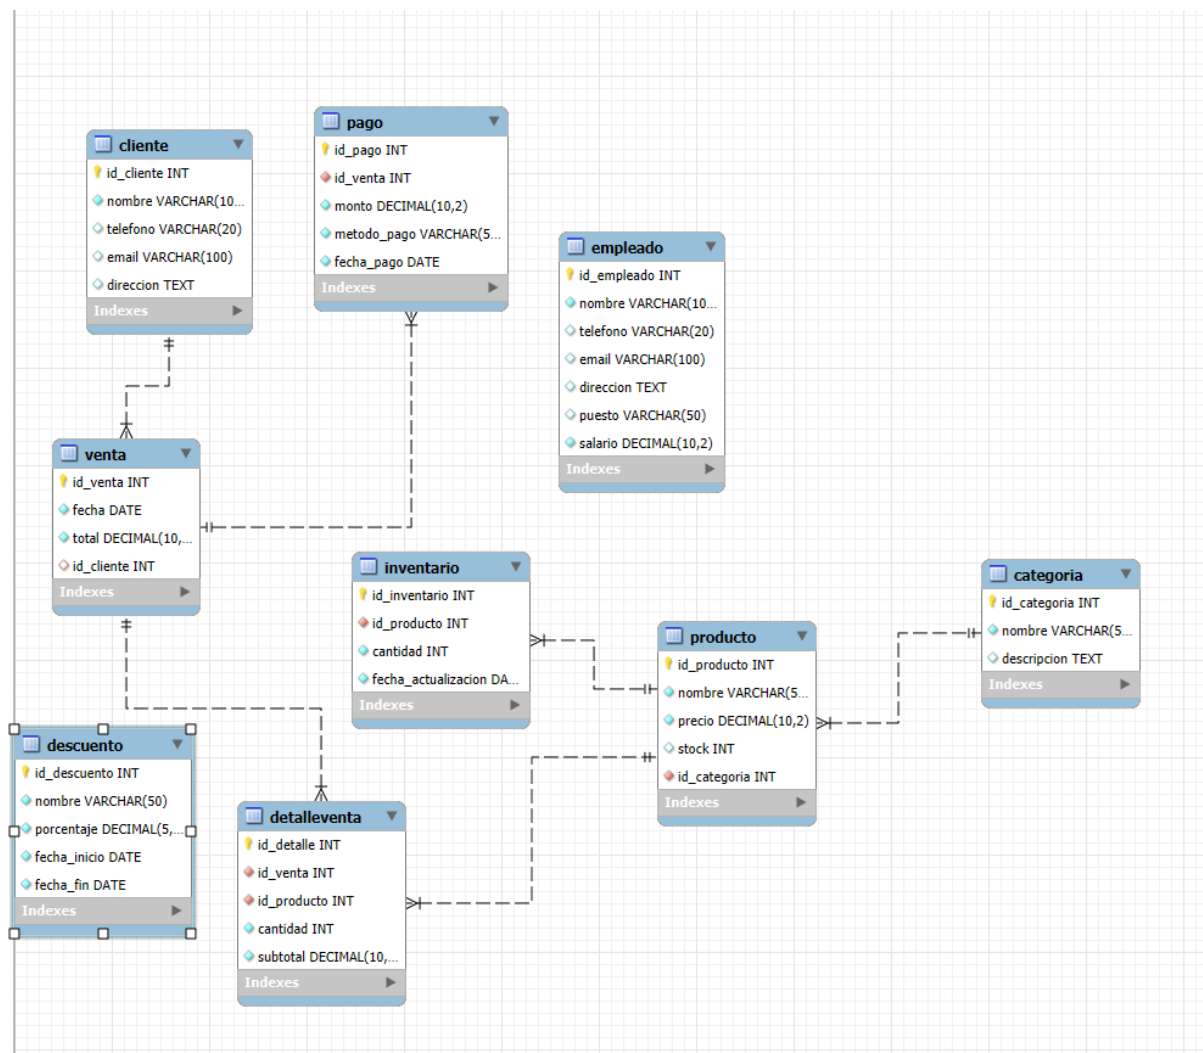 cliente
id_cliente INT
nombre VARCHAR(10...
telefono VARCHAR(20)
email VARCHAR(100)
direccion TEXT
Indexes
pago
id_pago INT
id_venta INT
monto DECIMAL(10,2)
metodo_pago VARCHAR(5...
fecha_pago DATE
Indexes
empleado
id_empleado INT
nombre VARCHAR(10...
telefono VARCHAR(20)
email VARCHAR(100)
direccion TEXT
puesto VARCHAR(50)
salario DECIMAL(10,2)
Indexes
venta
id_venta INT
fecha DATE
total DECIMAL(10,...
id_cliente INT
Indexes
inventario
id_inventario INT
id_producto INT
cantidad INT
fecha_actualizacion DA...
Indexes
producto
id_producto INT
nombre VARCHAR(5...
precio DECIMAL(10,2)
stock INT
id_categoria INT
Indexes
categoria
id_categoria INT
nombre VARCHAR(5...
descripcion TEXT
Indexes
descuento
id_descuento INT
nombre VARCHAR(50)
porcentaje DECIMAL(5,...
fecha_inicio DATE
fecha_fin DATE
Indexes
detalleventa
id_detalle INT
id_venta INT
id_producto INT
cantidad INT
subtotal DECIMAL(10,...
Indexes